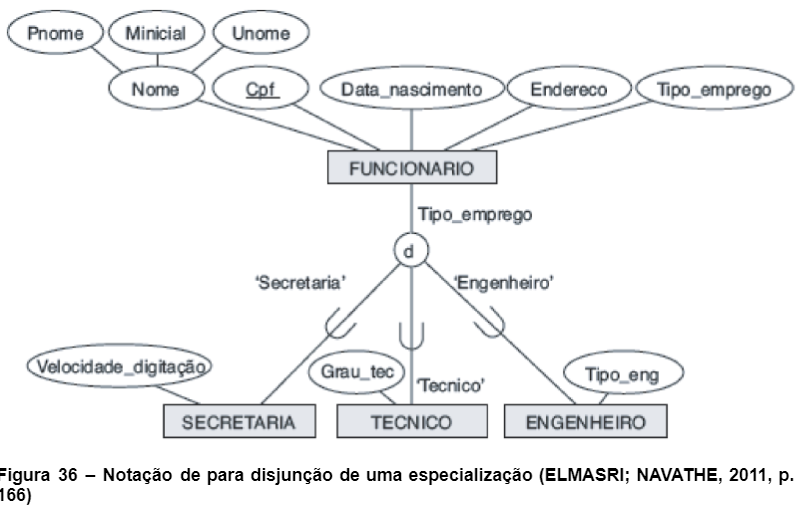 Pnome Minicial Unome
Nome Cpf Data_nascimento Endereco Tipo_emprego
FUNCIONARIO
Tipo_emprego
d
'Secretaria' 'Engenheiro'
Velocidade_digitação Grau_tec 'Tecnico' Tipo_eng
SECRETARIA TECNICO ENGENHEIRO
Figura 36 – Notação de para disjunção de uma especialização (ELMASRI; NAVATHE, 2011, p.
166)